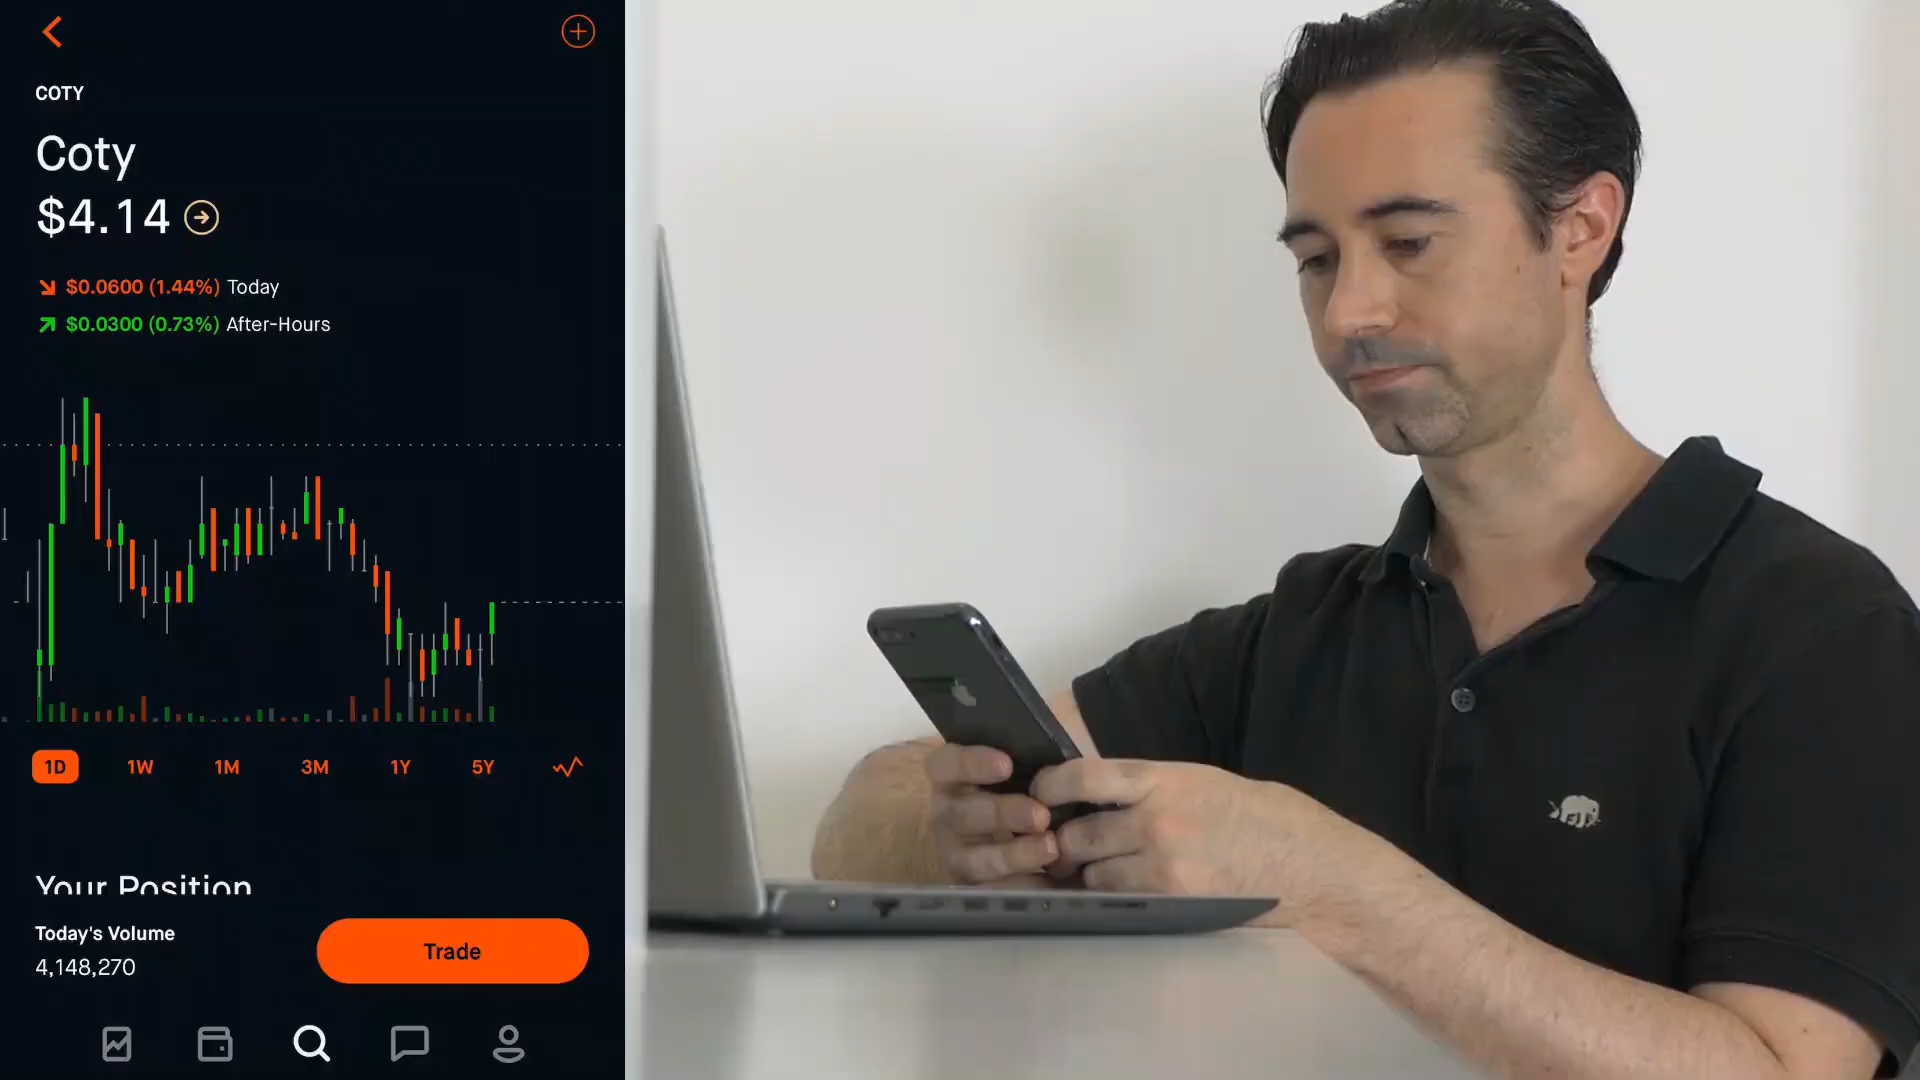 COTY
Coty
$4.14
$0.0600 (1.44%) Today
$0.0300 (0.73%) After-Hours
1D 1W 1M 3M 1Y 5Y
Your Position
Today's Volume
4,148,270
Trade